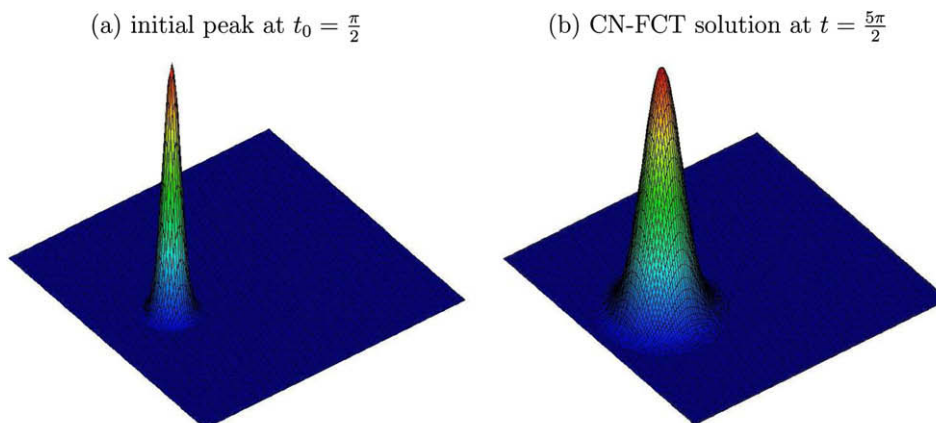 (a) initial peak at t₀ = π/2
(b) CN-FCT solution at t = 5π/2